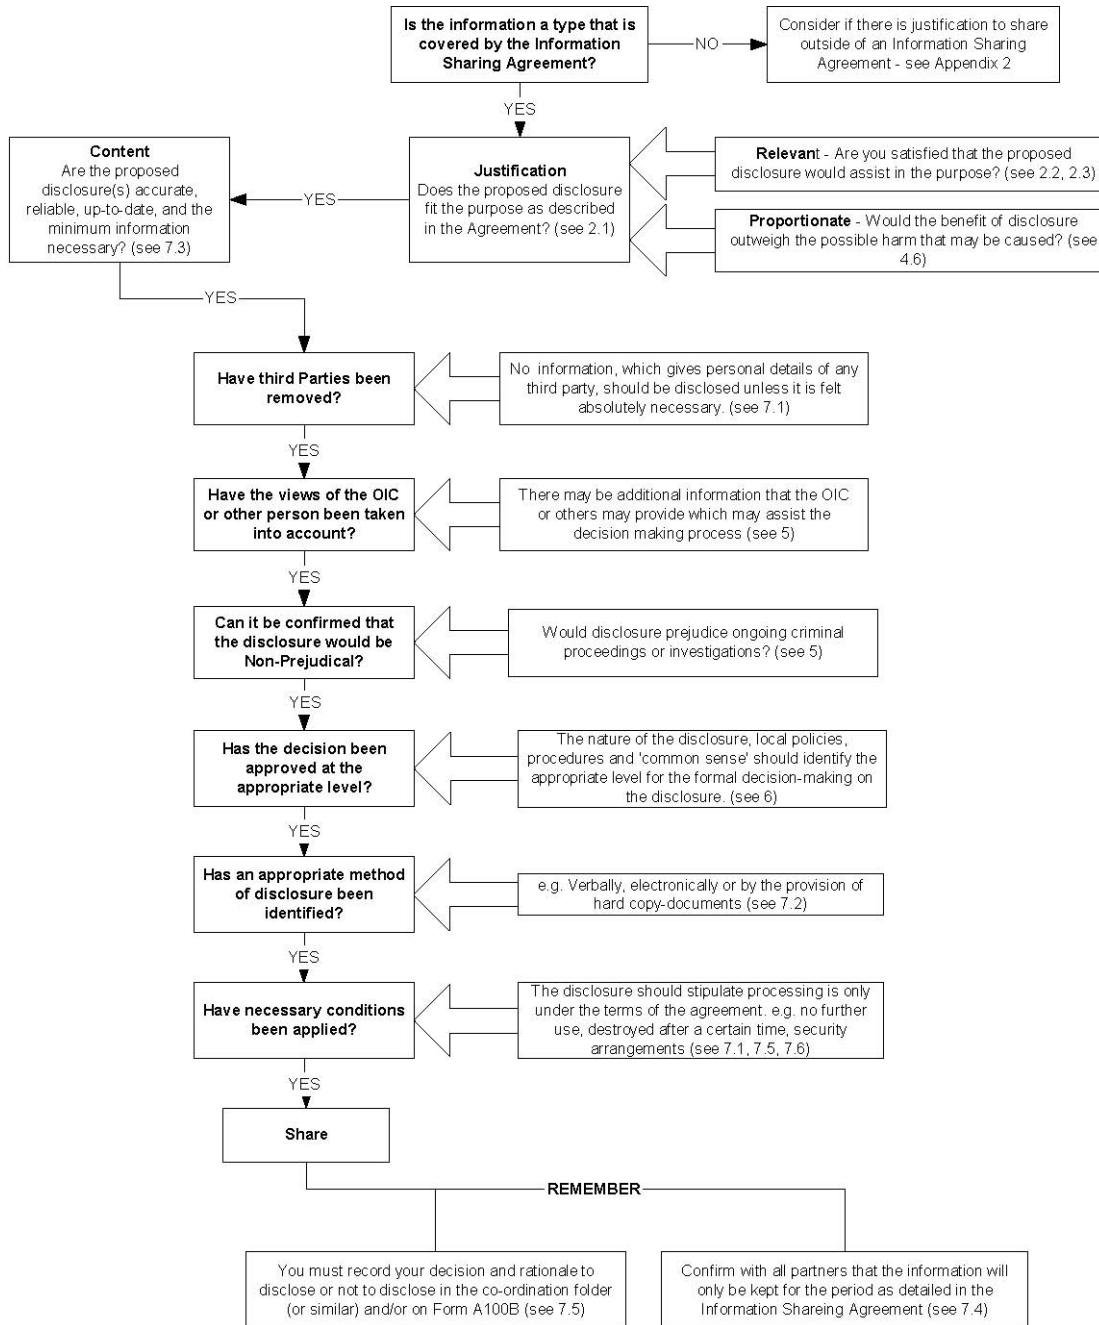 Is the information a type that is
covered by the Information
Sharing Agreement?
NO
Consider if there is justification to share
outside of an Information Sharing
Agreement - see Appendix 2
YES
Content
Are the proposed
disclosure(s) accurate,
reliable, up-to-date, and the
minimum information
necessary? (see 7.3)
YES
Justification
Does the proposed disclosure
fit the purpose as described
in the Agreement? (see 2.1)
Relevant - Are you satisfied that the proposed
disclosure would assist in the purpose? (see 2.2, 2.3)
Proportionate - Would the benefit of disclosure
outweigh the possible harm that may be caused? (see
4.6)
YES
Have third Parties been
removed?
No information, which gives personal details of any
third party, should be disclosed unless it is felt
absolutely necessary. (see 7.1)
YES
Have the views of the OIC
or other person been taken
into account?
There may be additional information that the OIC
or others may provide which may assist the
decision making process (see 5)
YES
Can it be confirmed that
the disclosure would be
Non-Prejudical?
Would disclosure prejudice ongoing criminal
proceedings or investigations? (see 5)
YES
Has the decision been
approved at the
appropriate level?
The nature of the disclosure, local policies,
procedures and 'common sense' should identify the
appropriate level for the formal decision-making on
the disclosure. (see 6)
YES
Has an appropriate method
of disclosure been
identified?
e.g. Verbally, electronically or by the provision of
hard copy-documents (see 7.2)
YES
Have necessary conditions
been applied?
The disclosure should stipulate processing is only
under the terms of the agreement. e.g. no further
use, destroyed after a certain time, security
arrangements (see 7.1, 7.5, 7.6)
YES
Share
REMEMBER
You must record your decision and rationale to
disclose or not to disclose in the co-ordination folder
(or similar) and/or on Form A100B (see 7.5)
Confirm with all partners that the information will
only be kept for the period as detailed in the
Information Shareing Agreement (see 7.4)